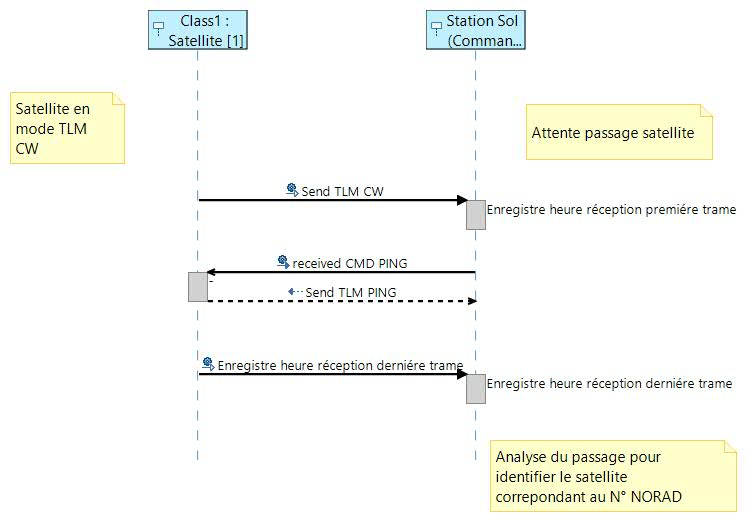 Class1 :
Satellite [1]
Station Sol
(Comman...
Satellite en
mode TLM
CW
Attente passage satellite
Send TLM CW
Enregistre heure réception premiére trame
received CMD PING
-
Send TLM PING
Enregistre heure réception derniére trame
Enregistre heure réception derniére trame
Analyse du passage pour
identifier le satellite
correpondant au N° NORAD